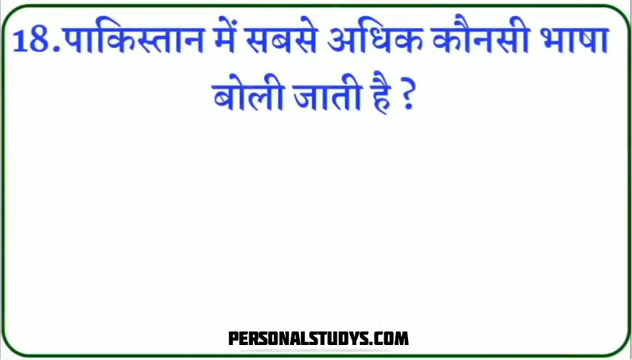 18.पाकिस्तान में सबसे अधिक कौनसी भाषा
बोली जाती है ?
PERSONALSTUDYS.COM